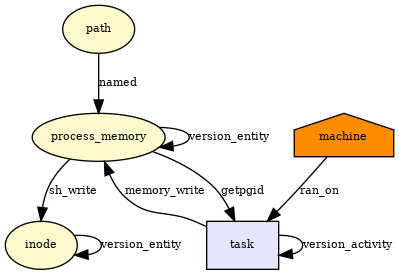 path
named
process_memory
version_entity
machine
sh_write
memory_write
getpgid
ran_on
inode
version_entity
task
version_activity